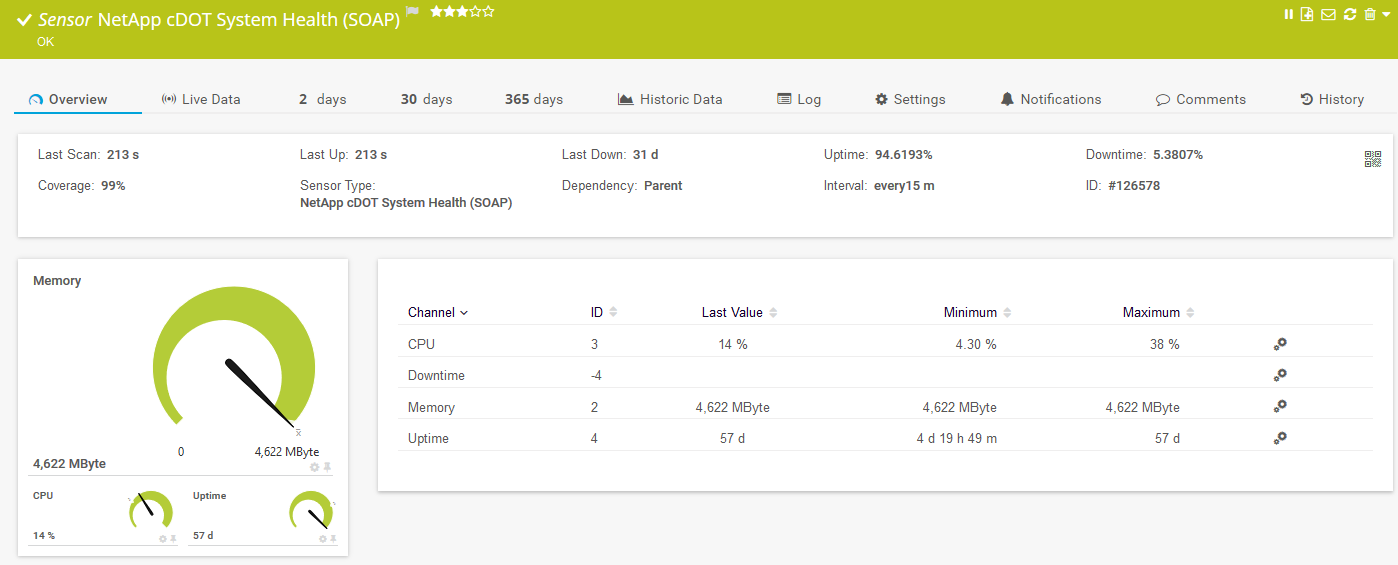 Sensor NetApp cDOT System Health (SOAP)
OK
Overview Live Data 2 days 30 days 365 days Historic Data Log Settings Notifications Comments History
Last Scan: 213 s Last Up: 213 s Last Down: 31 d Uptime: 94.6193% Downtime: 5.3807%
Coverage: 99% Sensor Type: Dependency: Parent Interval: every15 m ID: #126578
NetApp cDOT System Health (SOAP)
Memory
0 4,622 MByte
4,622 MByte
CPU Uptime
14 % 57 d
Channel ID Last Value Minimum Maximum
CPU 3 14 % 4.30 % 38 %
Downtime -4
Memory 2 4,622 MByte 4,622 MByte 4,622 MByte
Uptime 4 57 d 4 d 19 h 49 m 57 d